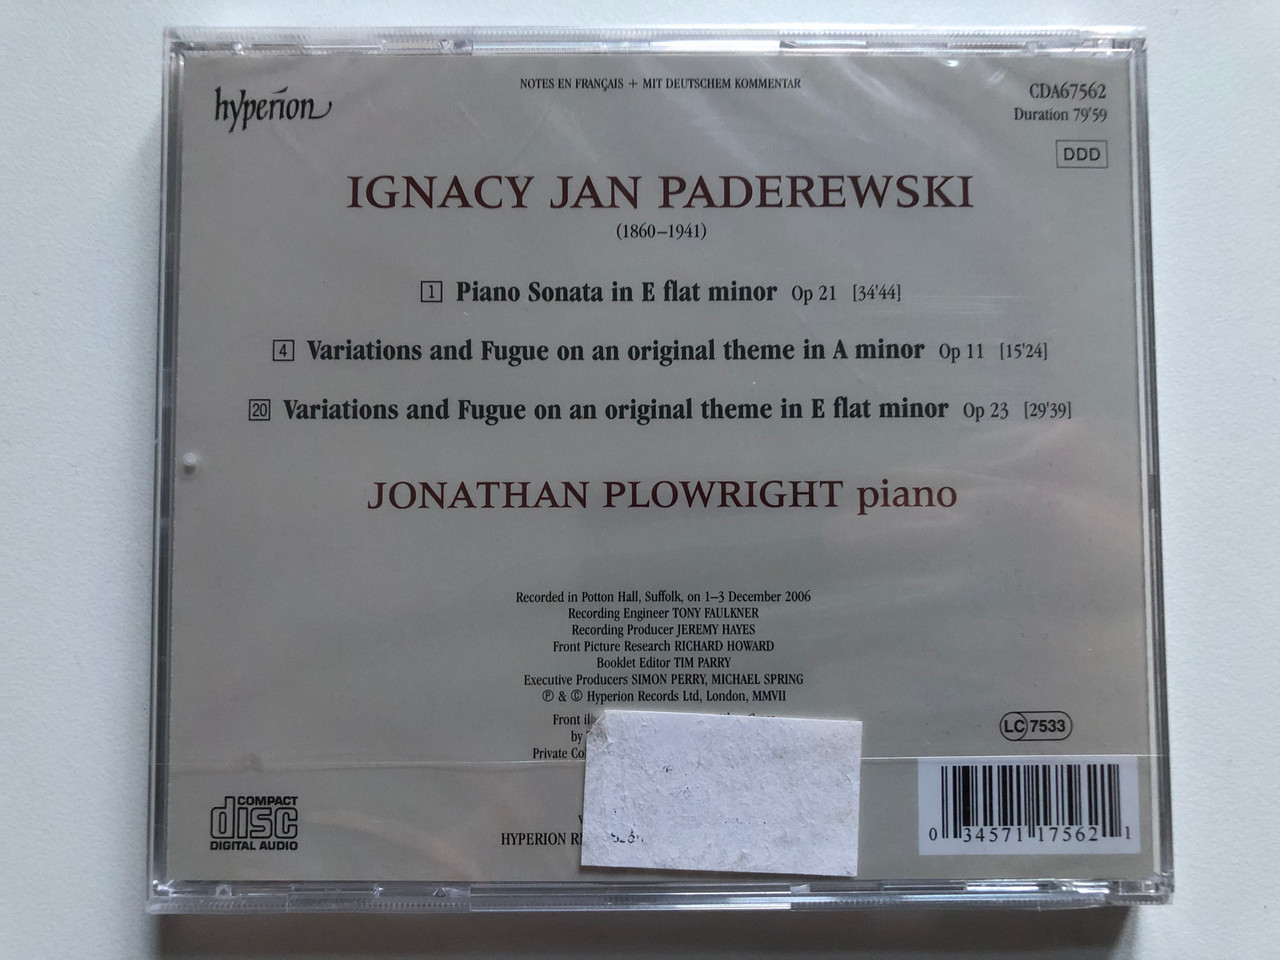 NOTES EN FRANÇAIS + MIT DEUTSCHEM KOMMENTAR
hyperion
CDA67562
Duration 79'59
DDD
IGNACY JAN PADEREWSKI
(1860–1941)
1 Piano Sonata in E flat minor Op 21 [34'44]
4 Variations and Fugue on an original theme in A minor Op 11 [15'24]
20 Variations and Fugue on an original theme in E flat minor Op 23 [29'39]
JONATHAN PLOWRIGHT piano
Recorded in Potton Hall, Suffolk, on 1–3 December 2006
Recording Engineer TONY FAULKNER
Recording Producer JEREMY HAYES
Front Picture Research RICHARD HOWARD
Booklet Editor TIM PARRY
Executive Producers SIMON PERRY, MICHAEL SPRING
℗ & © Hyperion Records Ltd, London, MMVII
Front
by
Private
LC 7533
COMPACT
disc
DIGITAL AUDIO
HYPERION
0 34571 17562 1